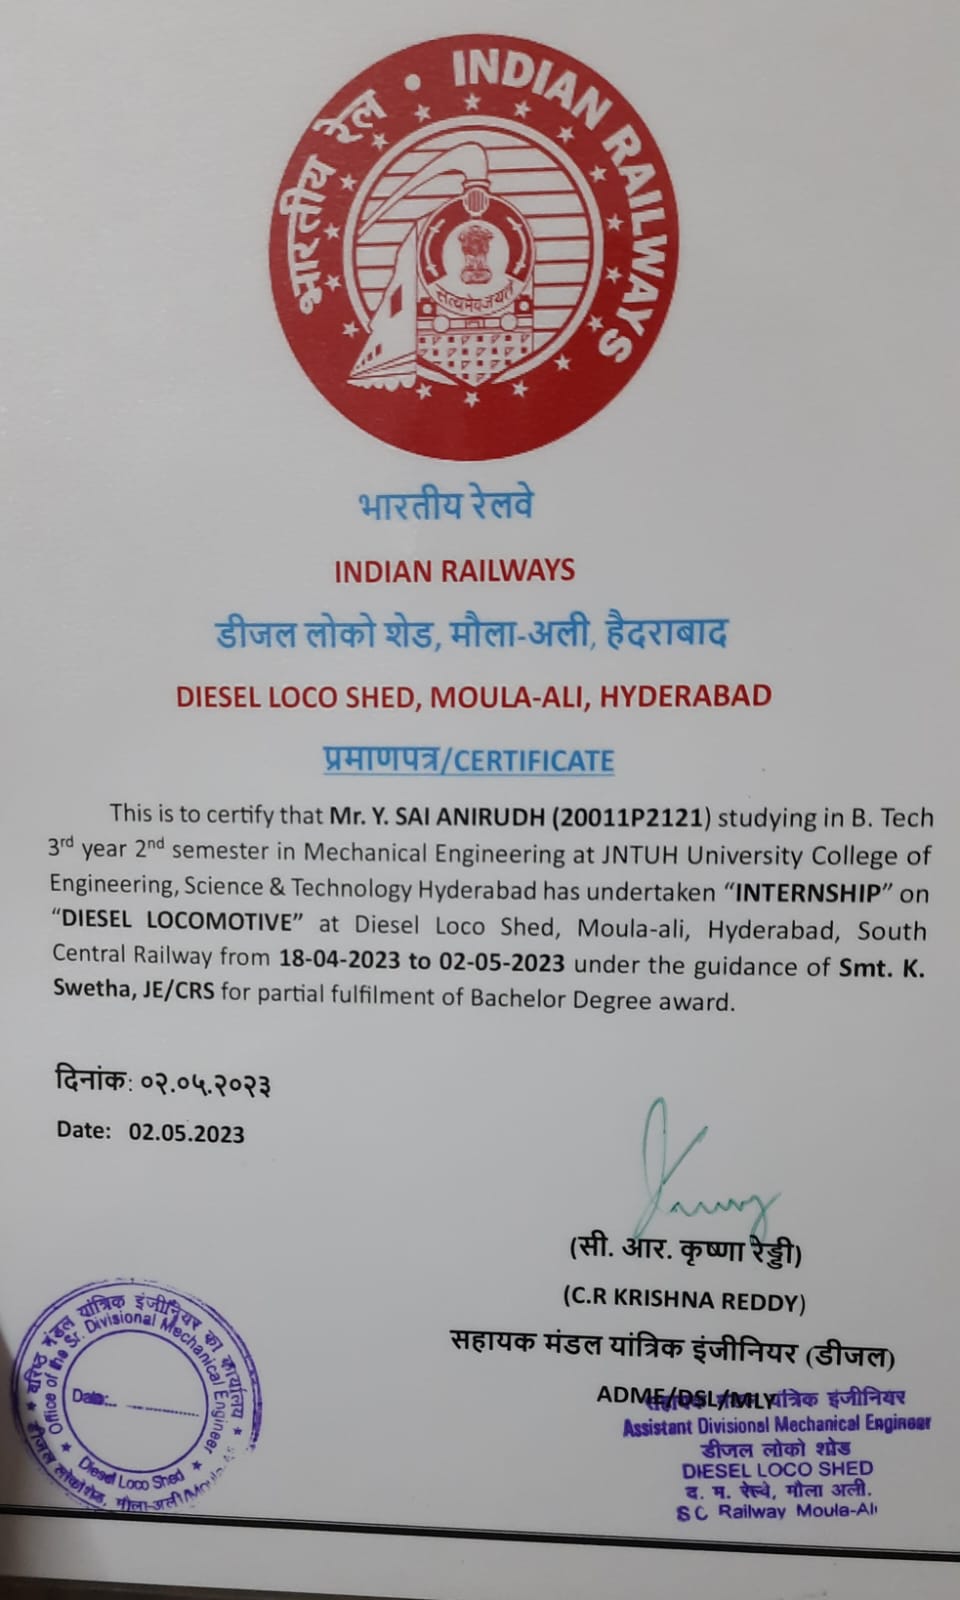 भारतीय रेल • INDIAN RAILWAYS
सत्यमेव जयते
भारतीय रेलवे
INDIAN RAILWAYS
डीजल लोको शेड, मौला-अली, हैदराबाद
DIESEL LOCO SHED, MOULA-ALI, HYDERABAD
प्रमाणपत्र/CERTIFICATE
This is to certify that Mr. Y. SAI ANIRUDH (20011P2121) studying in B. Tech
3rd year 2nd semester in Mechanical Engineering at JNTUH University College of
Engineering, Science & Technology Hyderabad has undertaken “INTERNSHIP” on
“DIESEL LOCOMOTIVE” at Diesel Loco Shed, Moula-ali, Hyderabad, South
Central Railway from 18-04-2023 to 02-05-2023 under the guidance of Smt. K.
Swetha, JE/CRS for partial fulfilment of Bachelor Degree award.
दिनांक: ०२.०५.२०२३
Date: 02.05.2023
(सी. आर. कृष्णा रेड्डी)
(C.R KRISHNA REDDY)
सहायक मंडल यांत्रिक इंजीनियर (डीजल)
ADME/DSL/MLY
सहायक मंडल यांत्रिक इंजीनियर
Assistant Divisional Mechanical Engineer
डीजल लोको शेड
DIESEL LOCO SHED
द. म. रेल्वे, मौला अली.
S C Railway Moula-Ali
वरिष्ठ मंडल यांत्रिक इंजीनियर का कार्यालय
Office of the Sr. Divisional Mechanical Engineer
Date:
Diesel Loco Shed
डीजल लोकोशेड, मौला-अली/Moula-